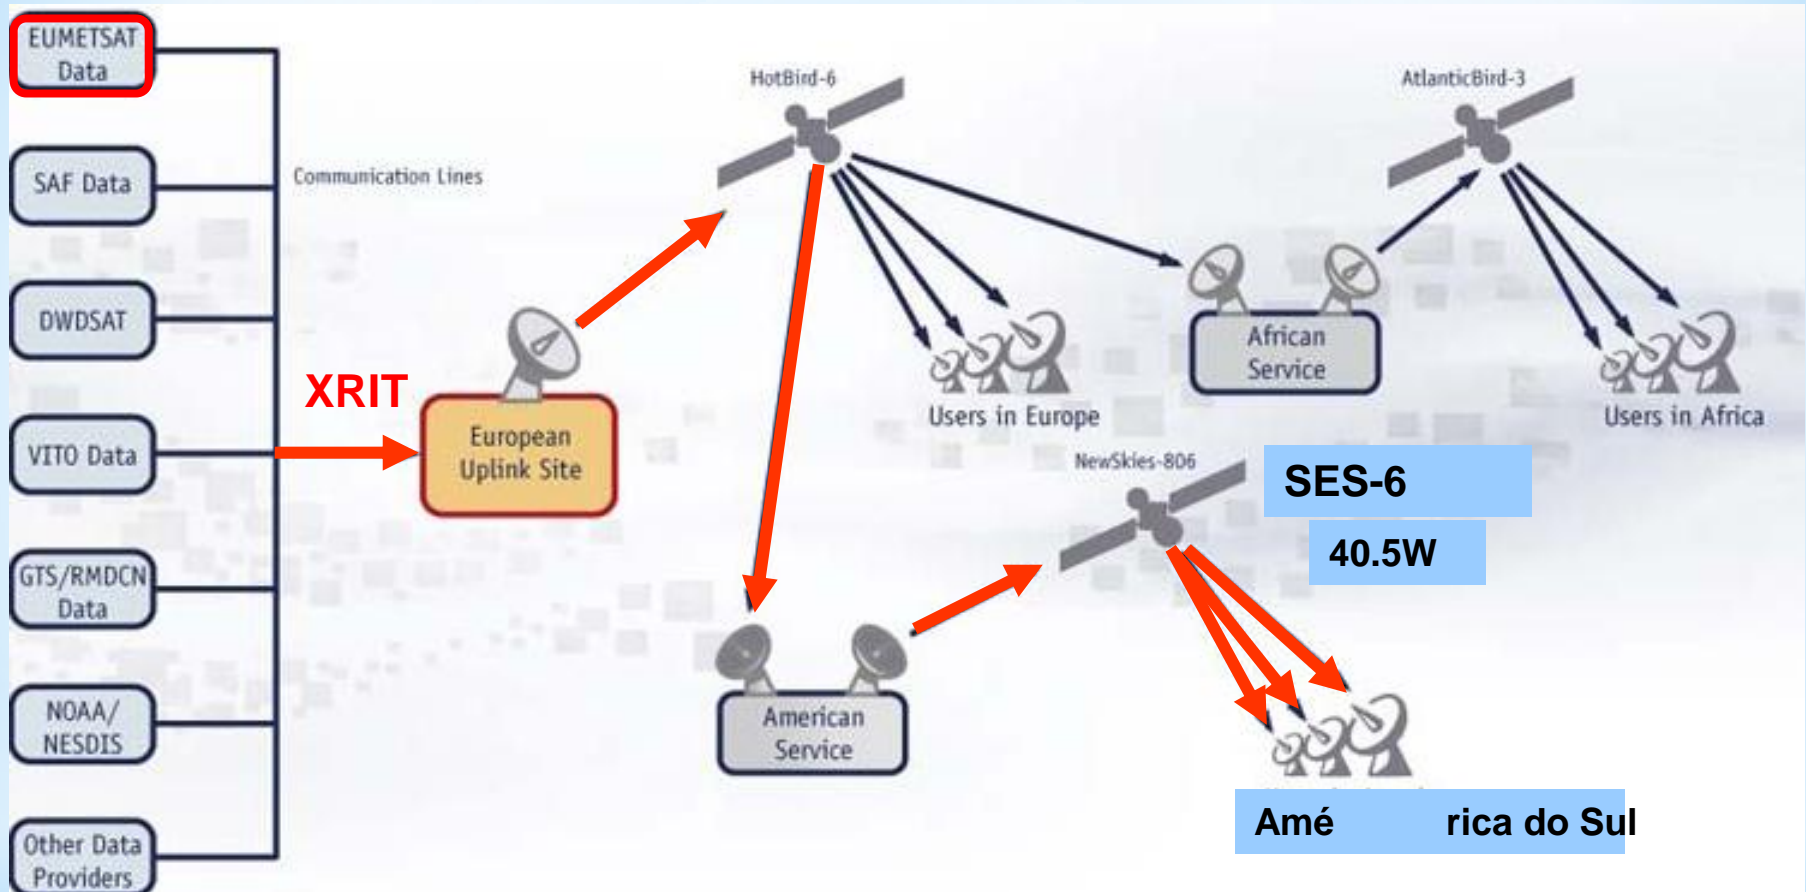 EUMETSAT
Data
SAF Data
DWDSAT
VITO Data
GTS/RMDCN
Data
NOAA/
NESDIS
Other Data
Providers
Communication Lines
XRIT
European
Uplink Site
HotBird-6
Users in Europe
African
Service
AtlanticBird-3
Users in Africa
American
Service
NewSkies-806
SES-6
40.5W
Amé rica do Sul